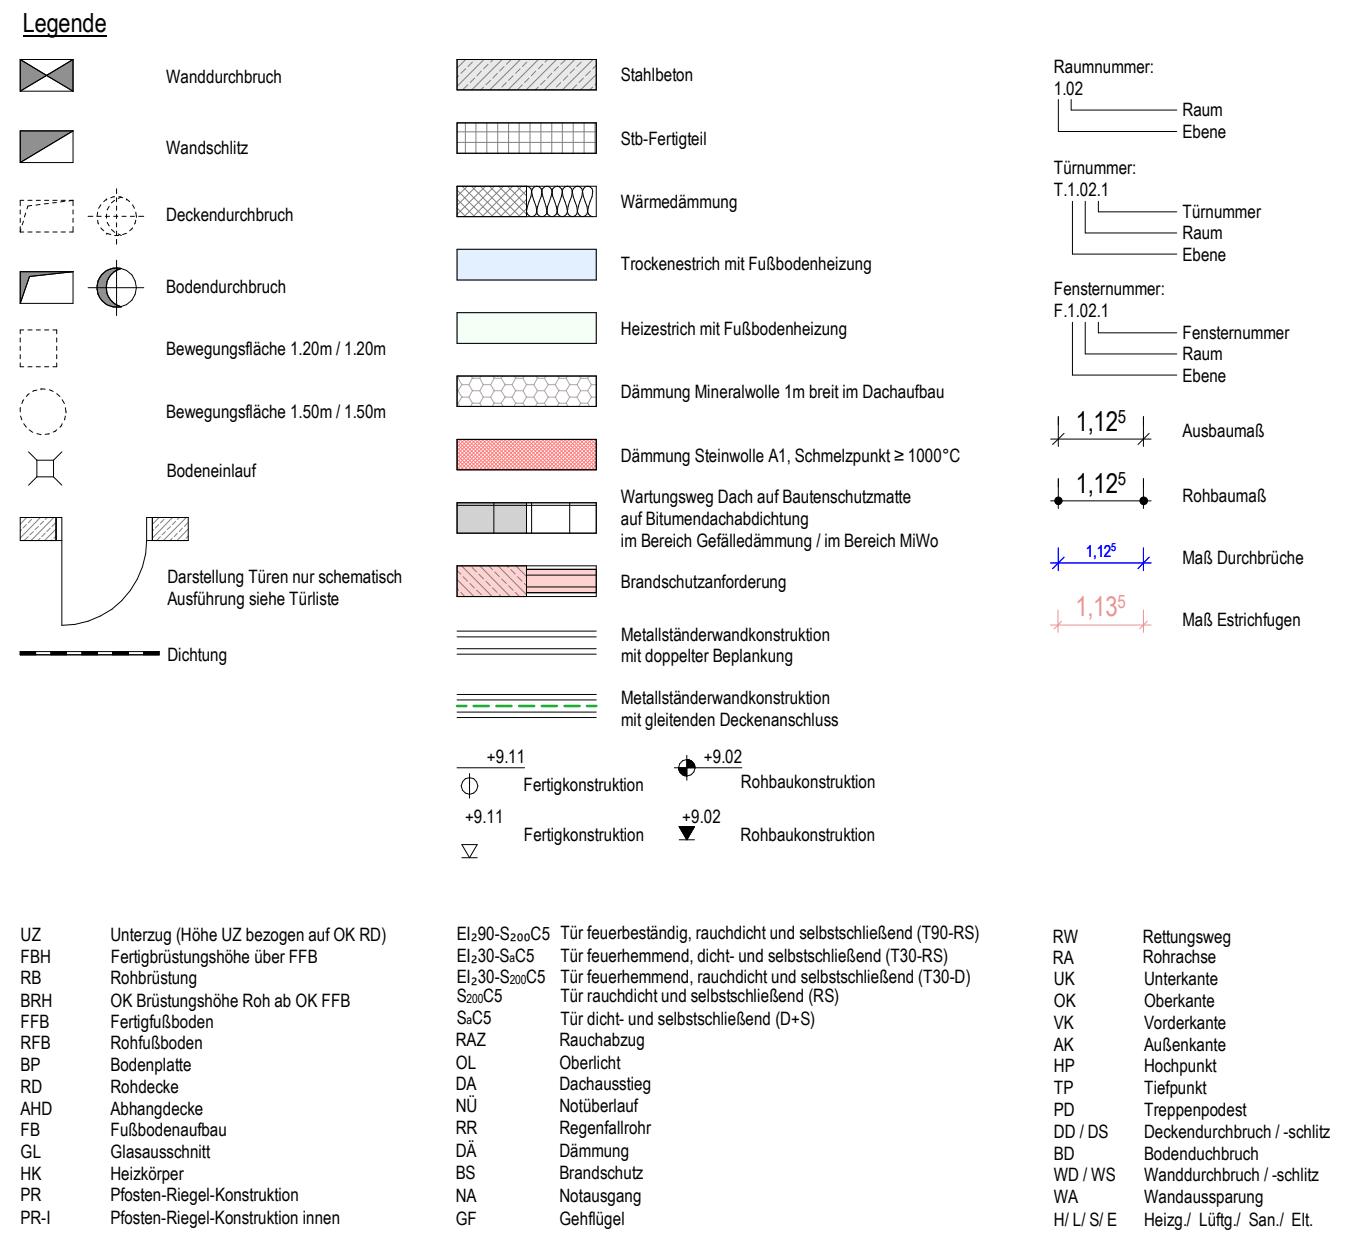 Legende
Wanddurchbruch
Wandschlitz
Deckendurchbruch
Bodendurchbruch
Bewegungsfläche 1.20m / 1.20m
Bewegungsfläche 1.50m / 1.50m
Bodeneinlauf
Darstellung Türen nur schematisch
Ausführung siehe Türliste
Dichtung
Stahlbeton
Stb-Fertigteil
Wärmedämmung
Trockenestrich mit Fußbodenheizung
Heizestrich mit Fußbodenheizung
Dämmung Mineralwolle 1m breit im Dachaufbau
Dämmung Steinwolle A1, Schmelzpunkt ≥ 1000°C
Wartungsweg Dach auf Bautenschutzmatte
auf Bitumendachabdichtung
im Bereich Gefälledämmung / im Bereich MiWo
Brandschutzanforderung
Metallständerwandkonstruktion
mit doppelter Beplankung
Metallständerwandkonstruktion
mit gleitenden Deckenanschluss
+9.11
Fertigkonstruktion
+9.02
Rohbaukonstruktion
+9.11
Fertigkonstruktion
+9.02
Rohbaukonstruktion
Raumnummer:
1.02
Raum
Ebene
Türnummer:
T.1.02.1
Türnummer
Raum
Ebene
Fensternummer:
F.1.02.1
Fensternummer
Raum
Ebene
1,12⁵ Ausbaumaß
1,12⁵ Rohbaumaß
1,12⁵ Maß Durchbrüche
1,13⁵ Maß Estrichfugen
UZ Unterzug (Höhe UZ bezogen auf OK RD)
FBH Fertigbrüstungshöhe über FFB
RB Rohbrüstung
BRH OK Brüstungshöhe Roh ab OK FFB
FFB Fertigfußboden
RFB Rohfußboden
BP Bodenplatte
RD Rohdecke
AHD Abhangdecke
FB Fußbodenaufbau
GL Glasausschnitt
HK Heizkörper
PR Pfosten-Riegel-Konstruktion
PR-I Pfosten-Riegel-Konstruktion innen
EI₂90-S₂₀₀C5 Tür feuerbeständig, rauchdicht und selbstschließend (T90-RS)
EI₂30-SₐC5 Tür feuerhemmend, dicht- und selbstschließend (T30-RS)
EI₂30-S₂₀₀C5 Tür feuerhemmend, rauchdicht und selbstschließend (T30-D)
S₂₀₀C5 Tür rauchdicht und selbstschließend (RS)
SₐC5 Tür dicht- und selbstschließend (D+S)
RAZ Rauchabzug
OL Oberlicht
DA Dachausstieg
NÜ Notüberlauf
RR Regenfallrohr
DÄ Dämmung
BS Brandschutz
NA Notausgang
GF Gehflügel
RW Rettungsweg
RA Rohrachse
UK Unterkante
OK Oberkante
VK Vorderkante
AK Außenkante
HP Hochpunkt
TP Tiefpunkt
PD Treppenpodest
DD / DS Deckendurchbruch / -schlitz
BD Bodenduchbruch
WD / WS Wanddurchbruch / -schlitz
WA Wandaussparung
H/ L/ S/ E Heizg./ Lüftg./ San./ Elt.